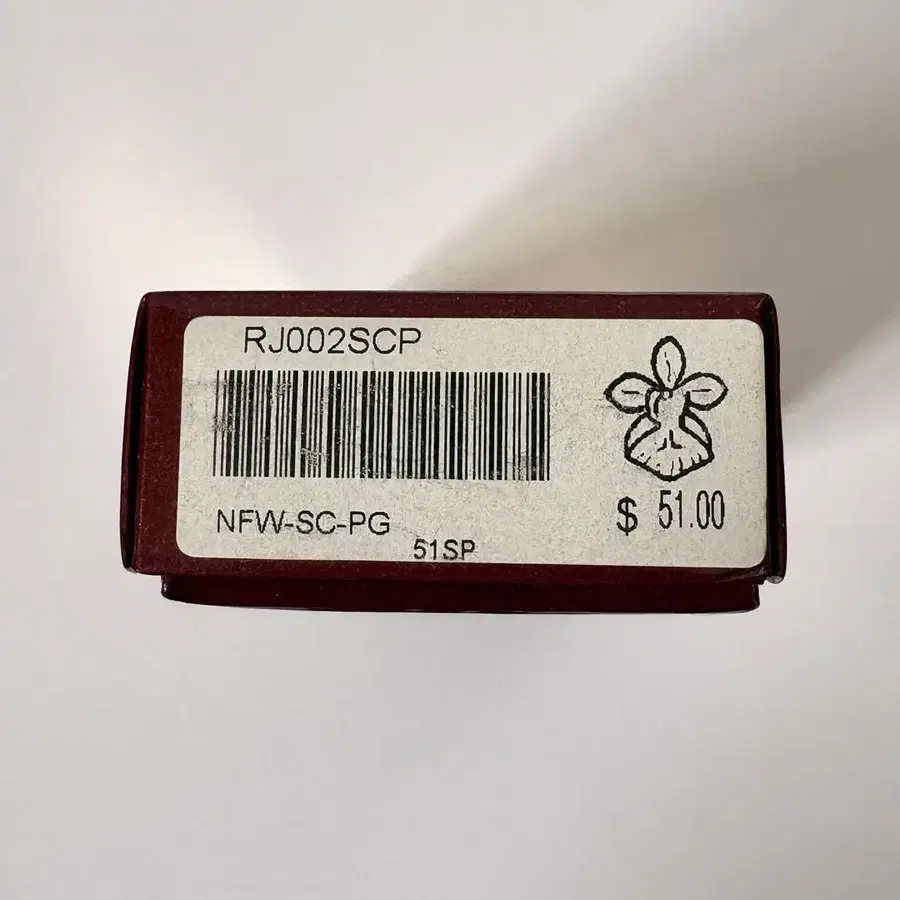 RJ002SCP
NFW-SC-PG
$ 51.00
51SP